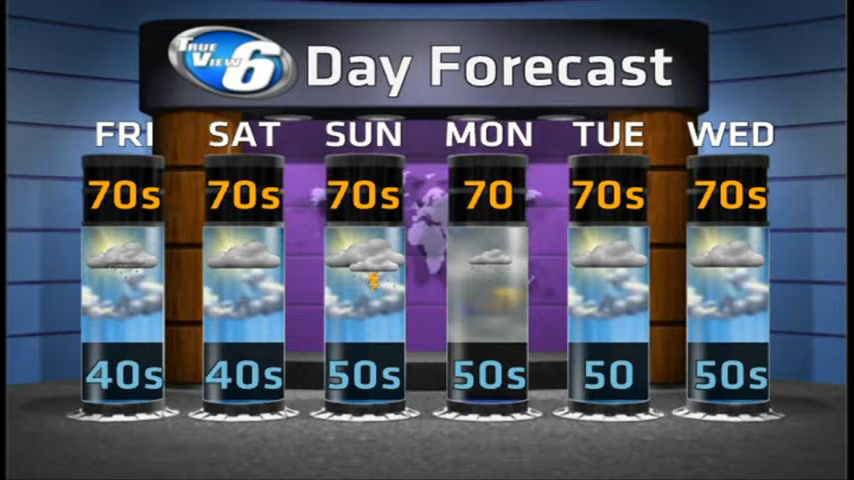 TRUE VIEW 6 Day Forecast
FRI SAT SUN MON TUE WED
70s 70s 70s 70 70s 70s
40s 40s 50s 50s 50 50s